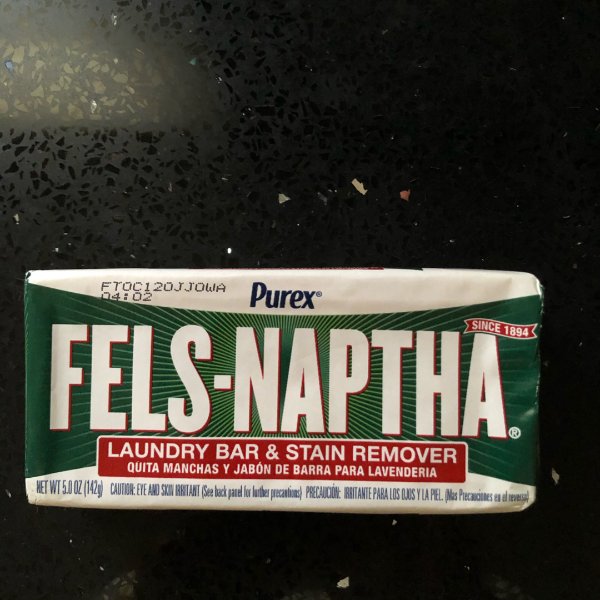 FTOC120JJOWA
04:02
Purex®
SINCE 1894
FELS-NAPTHA®
LAUNDRY BAR & STAIN REMOVER
QUITA MANCHAS Y JABÓN DE BARRA PARA LAVENDERIA
NET WT 5.0 OZ (142g) CAUTION: EYE AND SKIN IRRITANT (See back panel for further precautions) PRECAUCIÓN: IRRITANTE PARA LOS OJOS Y LA PIEL. (Mas Precauciones en el reverso)